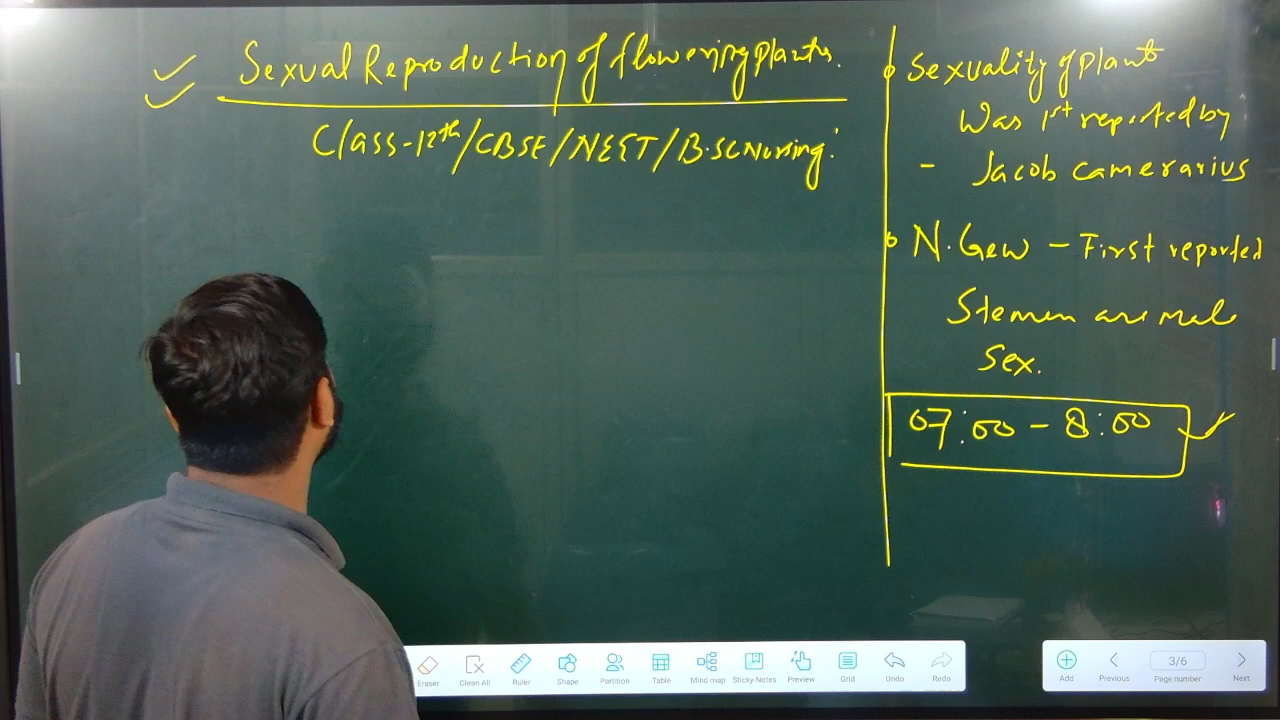 Sexual Reproduction of flowering plants.
Class-12th/CBSE/NEET/B.sc Nursing:
Sexuality of plant
Was 1st reported by
- Jacob camerarius
N. Gew - First reported
Stemen are male
Sex.
07:00 - 8:00
Eraser
Clean All
Ruler
Shape
Partition
Table
Mind map
Sticky-Notes
Preview
Grid
Undo
Redo
Add
Previous
3/6
Page number
Next